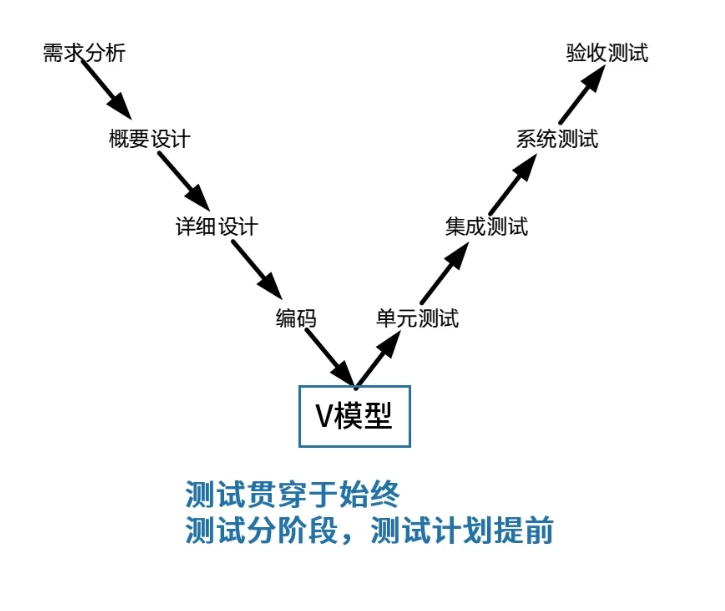 需求分析
验收测试
概要设计
系统测试
详细设计
集成测试
编码
单元测试
V模型
测试贯穿于始终
测试分阶段，测试计划提前